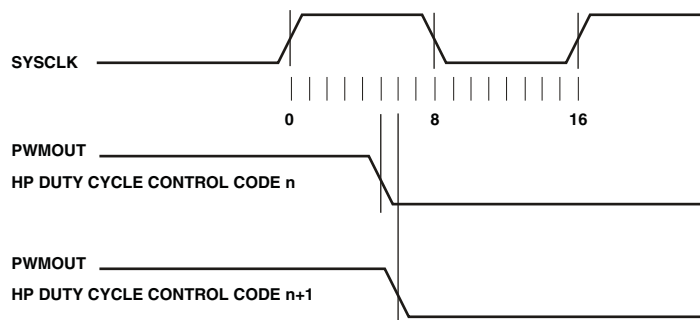 SYSCLK
0 8 16
PWMOUT
HP DUTY CYCLE CONTROL CODE n
PWMOUT
HP DUTY CYCLE CONTROL CODE n+1